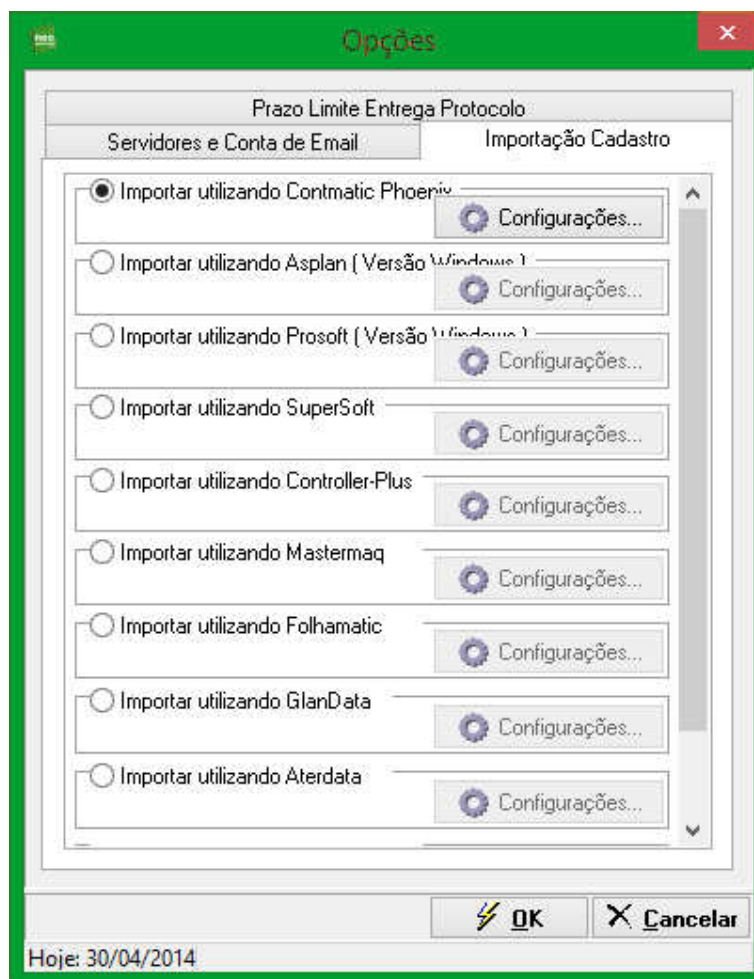 Opções
Prazo Limite Entrega Protocolo
Servidores e Conta de Email
Importação Cadastro
Importar utilizando Contmatic Phoenix
Configurações...
Importar utilizando Asplan ( Versão Windows )
Configurações...
Importar utilizando Prosoft ( Versão Windows )
Configurações...
Importar utilizando SuperSoft
Configurações...
Importar utilizando Controller-Plus
Configurações...
Importar utilizando Mastermaq
Configurações...
Importar utilizando Folhamatic
Configurações...
Importar utilizando GlanData
Configurações...
Importar utilizando Aterdata
Configurações...
OK
Cancelar
Hoje: 30/04/2014